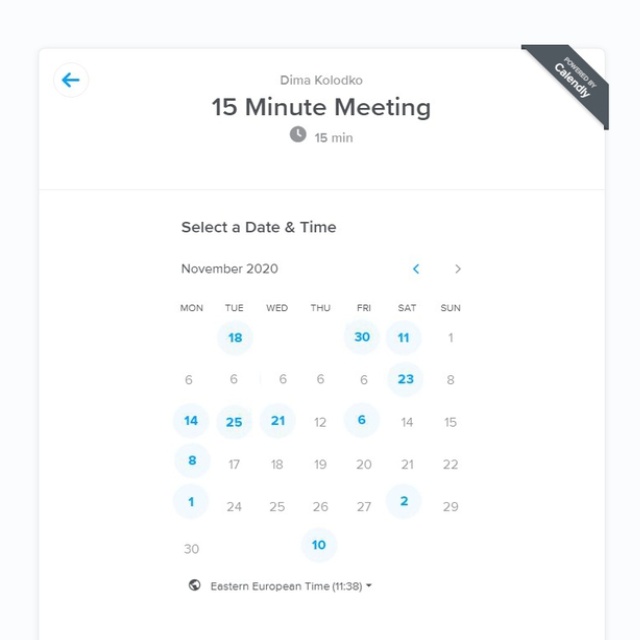 POWERED BY
Calendly
Dima Kolodko
15 Minute Meeting
15 min
Select a Date & Time
November 2020
MON TUE WED THU FRI SAT SUN
18 30 11 1
6 6 6 6 6 23 8
14 25 21 12 6 14 15
8 17 18 19 20 21 22
1 24 25 26 27 2 29
30 10
Eastern European Time (11:38)